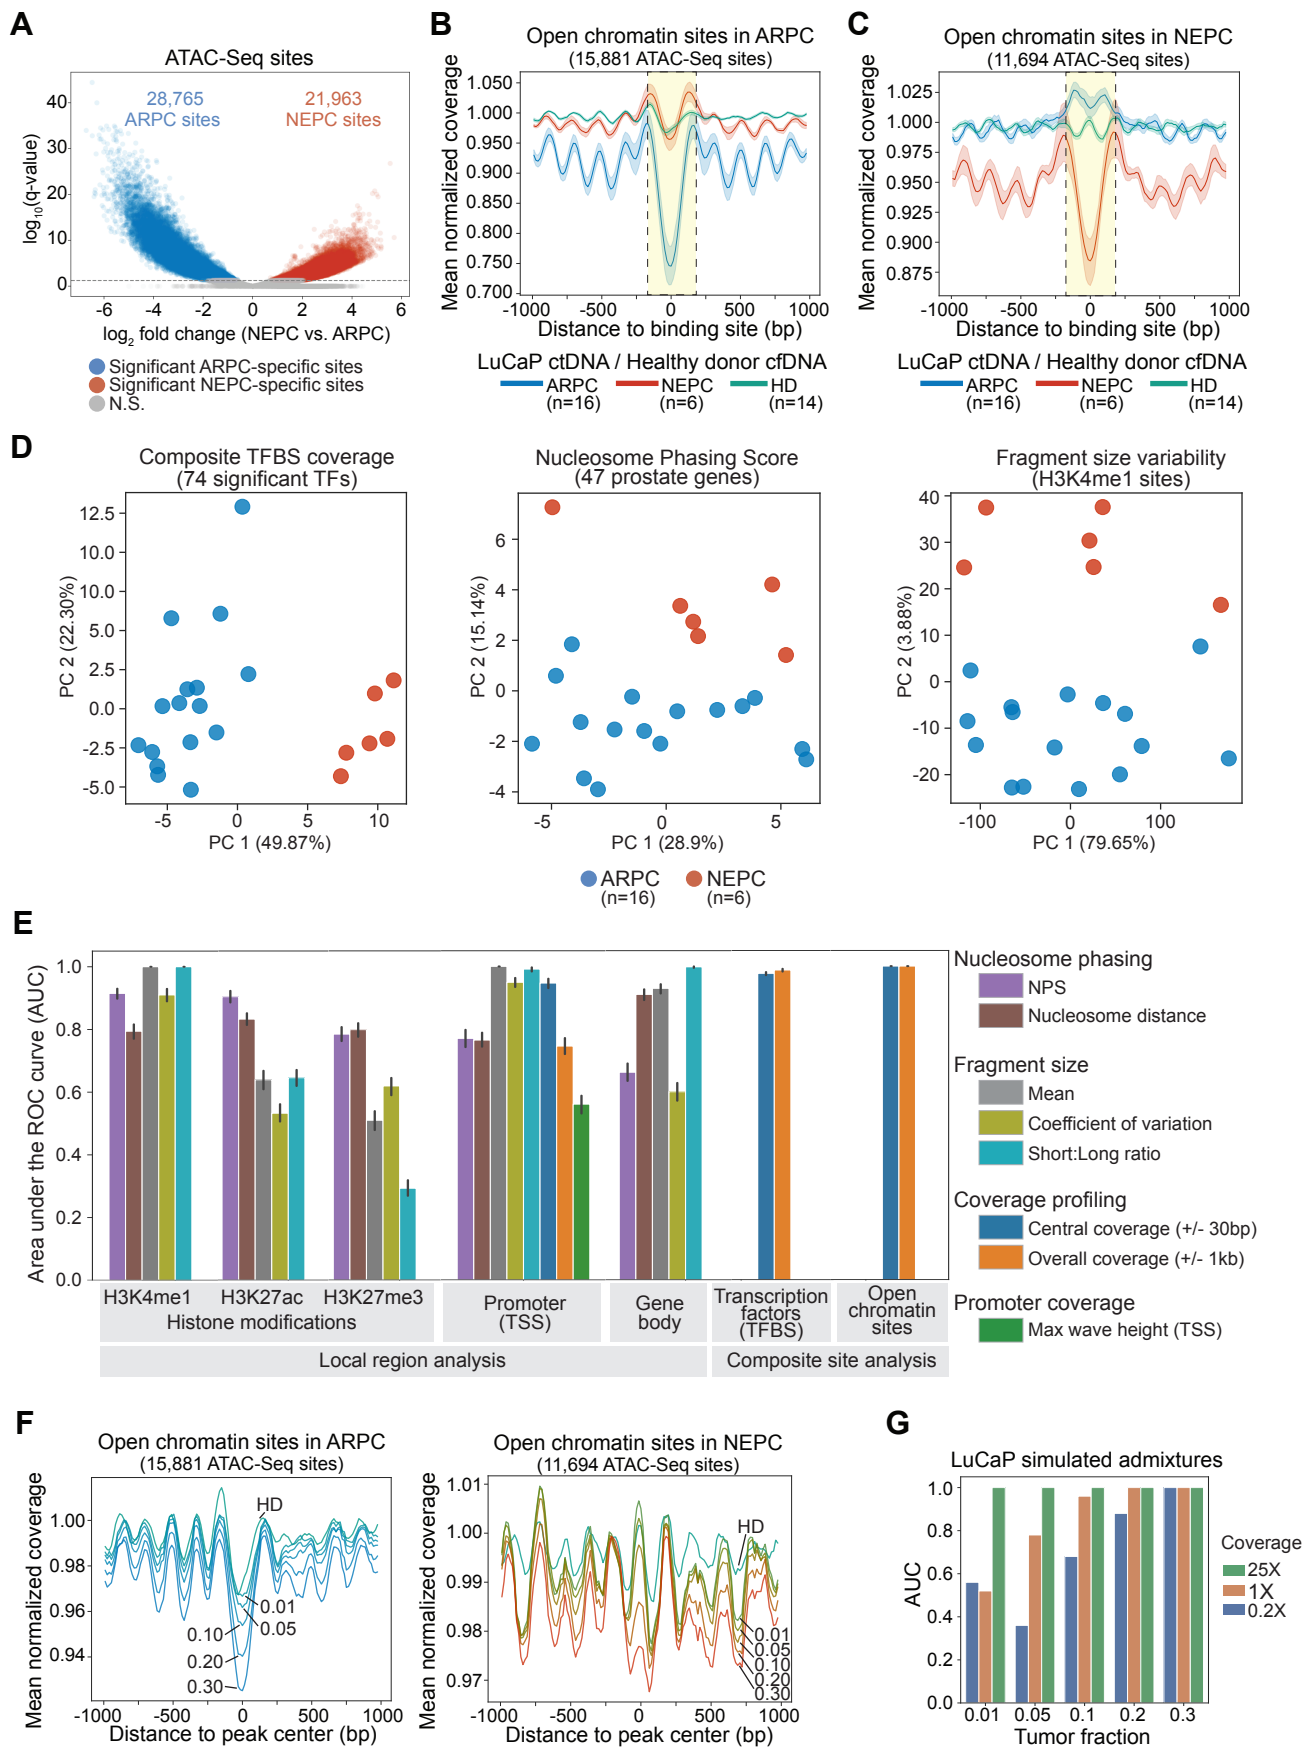 A
ATAC-Seq sites
28,765
ARPC sites
21,963
NEPC sites
log10(q-value)
40
30
20
10
0
-6 -4 -2 0 2 4 6
log2 fold change (NEPC vs. ARPC)
Significant ARPC-specific sites
Significant NEPC-specific sites
N.S.
B
Open chromatin sites in ARPC
(15,881 ATAC-Seq sites)
Mean normalized coverage
1.050
1.000
0.950
0.900
0.850
0.800
0.750
0.700
-1000 -500 0 500 1000
Distance to binding site (bp)
LuCaP ctDNA / Healthy donor cfDNA
ARPC NEPC HD
(n=16) (n=6) (n=14)
C
Open chromatin sites in NEPC
(11,694 ATAC-Seq sites)
Mean normalized coverage
1.025
1.000
0.975
0.950
0.925
0.900
0.875
-1000 -500 0 500 1000
Distance to binding site (bp)
LuCaP ctDNA / Healthy donor cfDNA
ARPC NEPC HD
(n=16) (n=6) (n=14)
D
Composite TFBS coverage
(74 significant TFs)
PC 2 (22.30%)
12.5
10.0
10.0
5.0
2.5
0.0
-2.5
-5.0
-5 0 5 10
PC 1 (49.87%)
Nucleosome Phasing Score
(47 prostate genes)
PC 2 (15.14%)
6
4
2
0
-2
-4
-5 0 5
PC 1 (28.9%)
Fragment size variability
(H3K4me1 sites)
PC 2 (3.88%)
40
30
20
10
0
-10
-20
-100 0 100
PC 1 (79.65%)
ARPC NEPC
(n=16) (n=6)
E
Area under the ROC curve (AUC)
1.0
0.8
0.6
0.4
0.2
0.0
H3K4me1 H3K27ac H3K27me3
Histone modifications
Promoter
(TSS)
Gene
body
Transcription
factors
(TFBS)
Open
chromatin
sites
Local region analysis
Composite site analysis
Nucleosome phasing
NPS
Nucleosome distance
Fragment size
Mean
Coefficient of variation
Short:Long ratio
Coverage profiling
Central coverage (+/- 30bp)
Overall coverage (+/- 1kb)
Promoter coverage
Max wave height (TSS)
F
Open chromatin sites in ARPC
(15,881 ATAC-Seq sites)
Mean normalized coverage
1.00
0.98
0.96
0.94
HD
0.01
0.05
0.10
0.20
0.30
-1000 -500 0 500 1000
Distance to peak center (bp)
Open chromatin sites in NEPC
(11,694 ATAC-Seq sites)
Mean normalized coverage
1.01
1.00
0.99
0.98
0.97
HD
0.01
0.05
0.10
0.20
0.30
-1000 -500 0 500 1000
Distance to peak center (bp)
G
LuCaP simulated admixtures
AUC
1.0
0.8
0.6
0.4
0.2
0.0
0.01 0.05 0.1 0.2 0.3
Tumor fraction
Coverage
25X
1X
0.2X